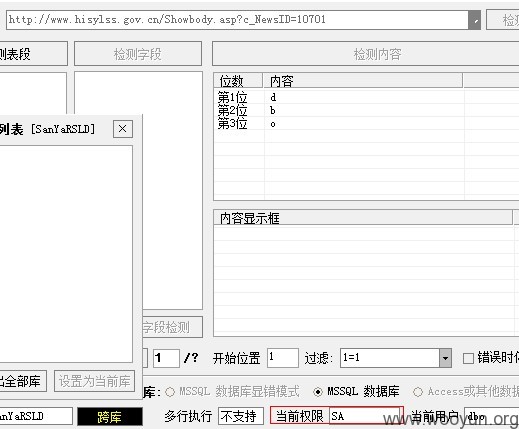 http://www.hisylss.gov.cn/Showbody.asp?c_NewsID=10701
检测
测表段 检测字段 检测内容
位数 内容
第1位 d
第2位 b
第3位 o
列表 [SanYaRSLD]
内容显示框
字段检测
1 /? 开始位置 1 过滤: 1=1 错误时
出全部库 设置为当前库
库: MSSQL 数据库显错模式 MSSQL 数据库 Access或其他数据
anYaRSLD 跨库 多行执行 不支持 当前权限 SA 当前用户 dbo
www.wooyun.org